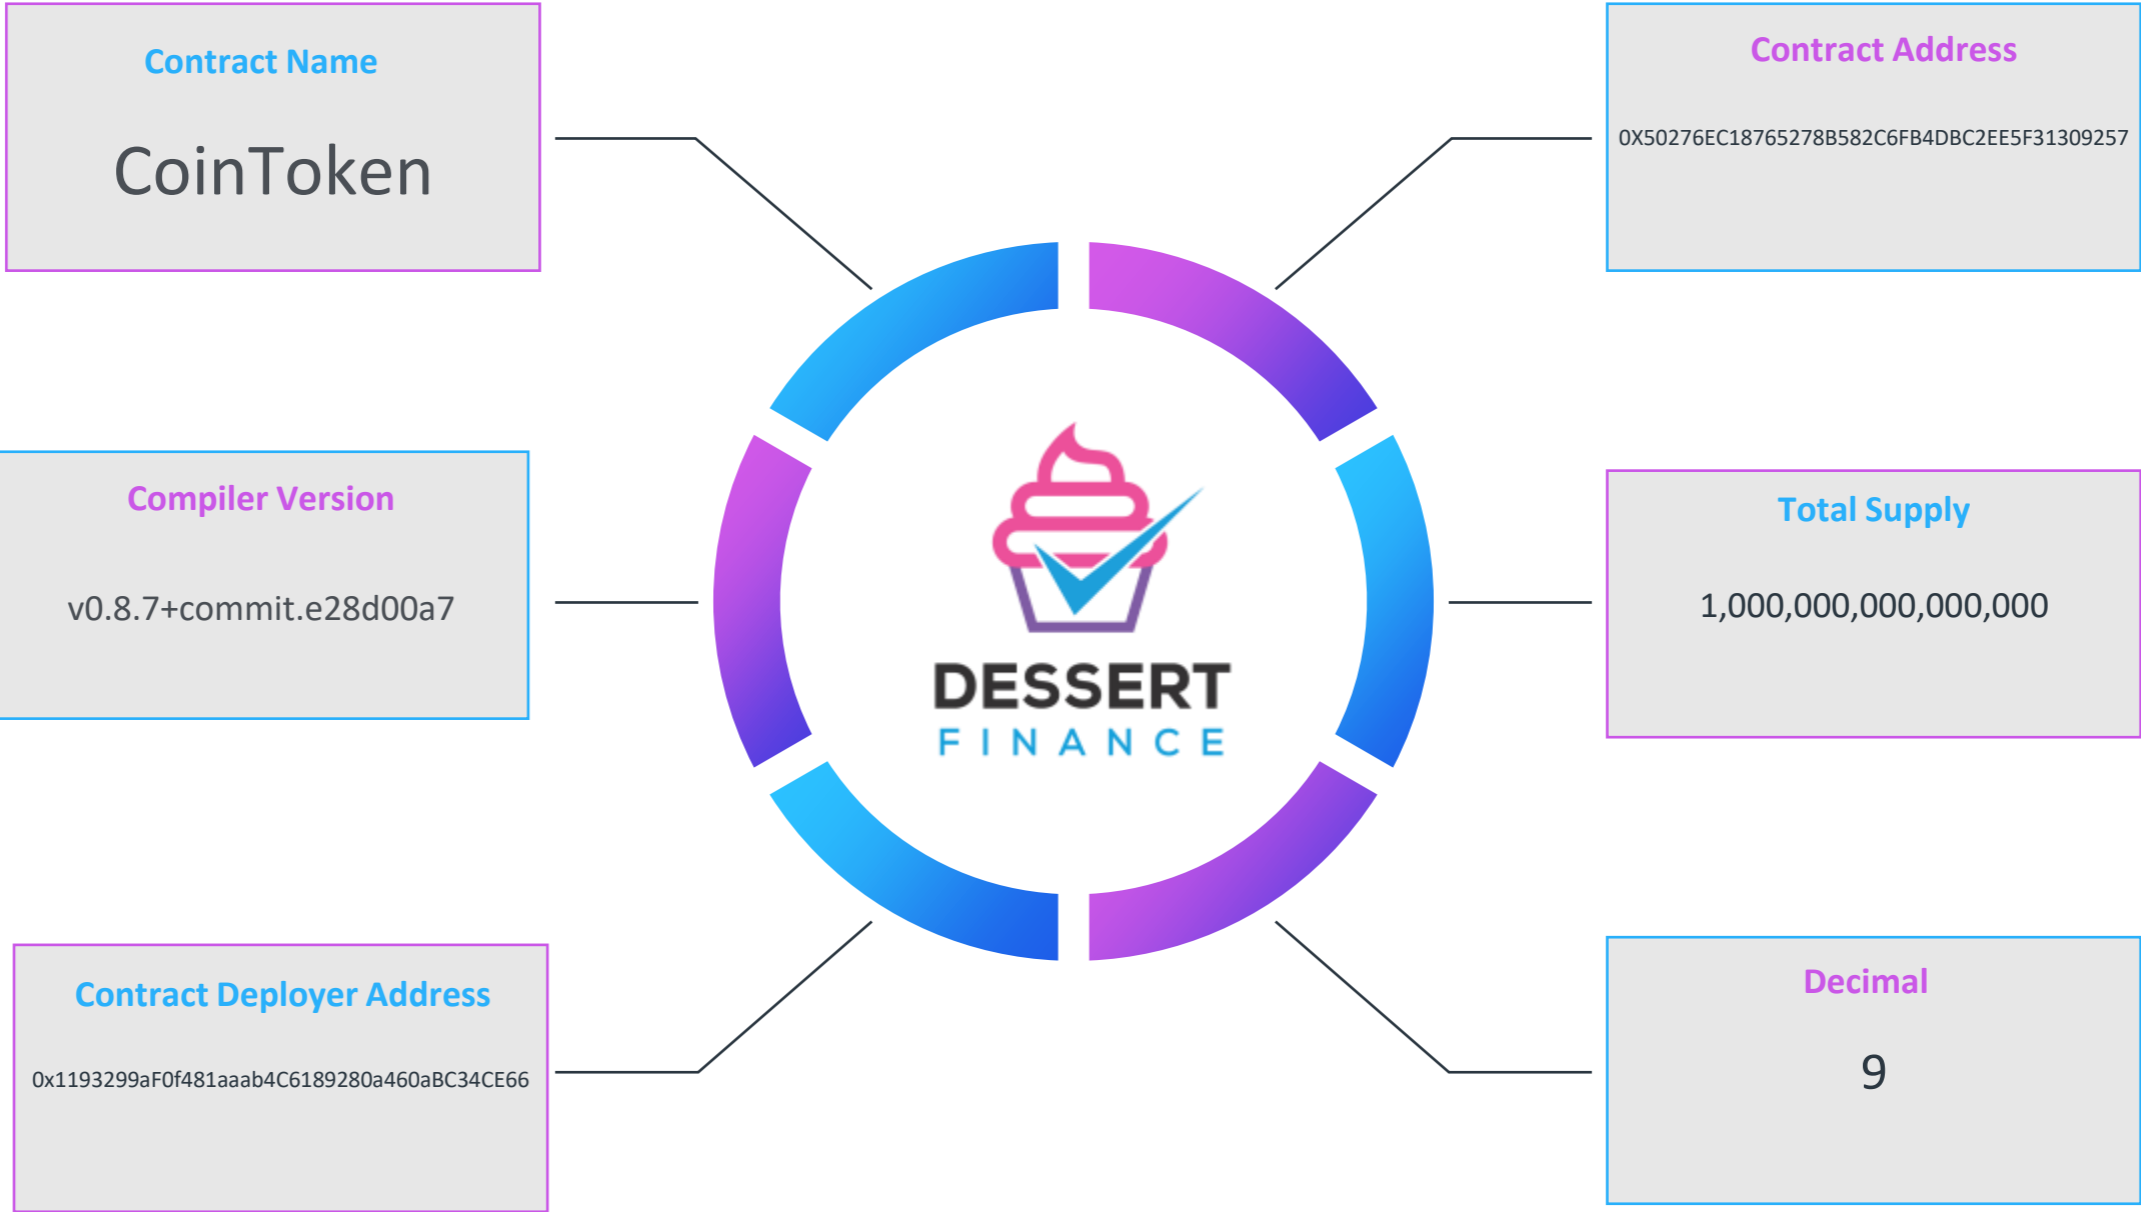 Contract Name
CoinToken
Contract Address
0X50276EC18765278B582C6FB4DBC2EE5F31309257
Compiler Version
v0.8.7+commit.e28d00a7
DESSERT
FINANCE
Total Supply
1,000,000,000,000,000
Contract Deployer Address
0x1193299aF0f481aaab4C6189280a460aBC34CE66
Decimal
9